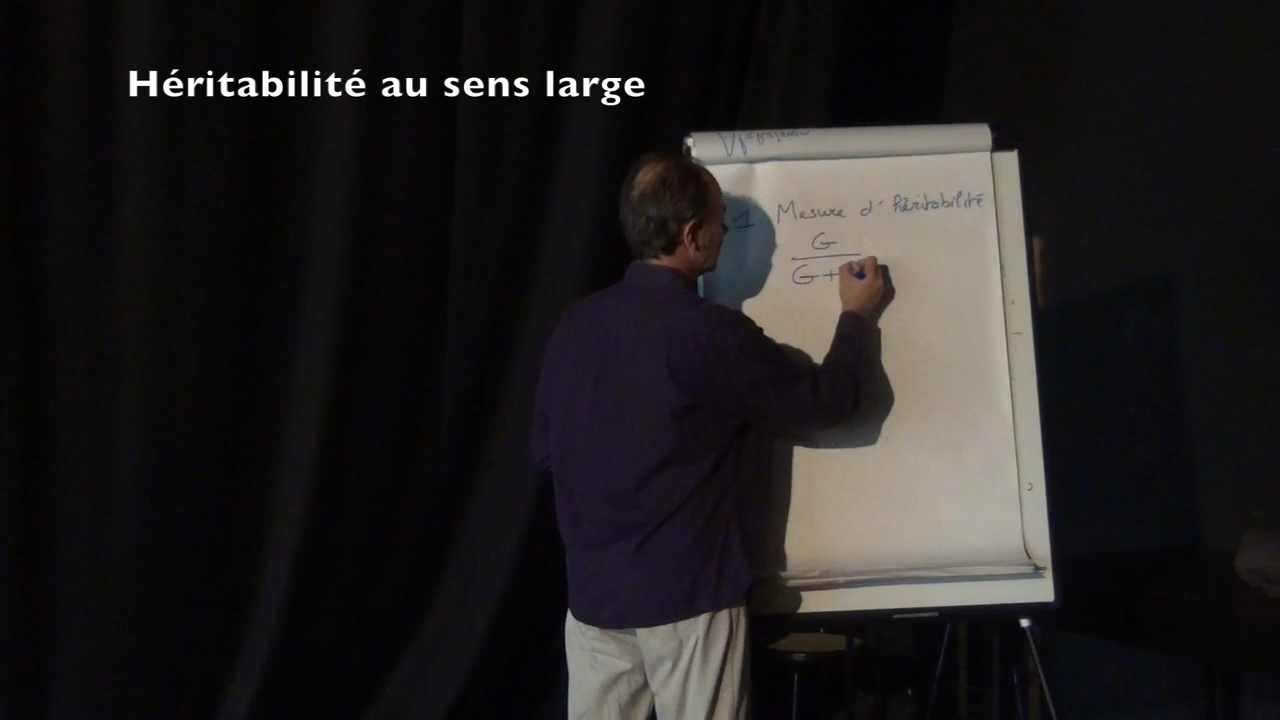 Héritabilité au sens large
1 Mesure d' héritabilité
G
G +